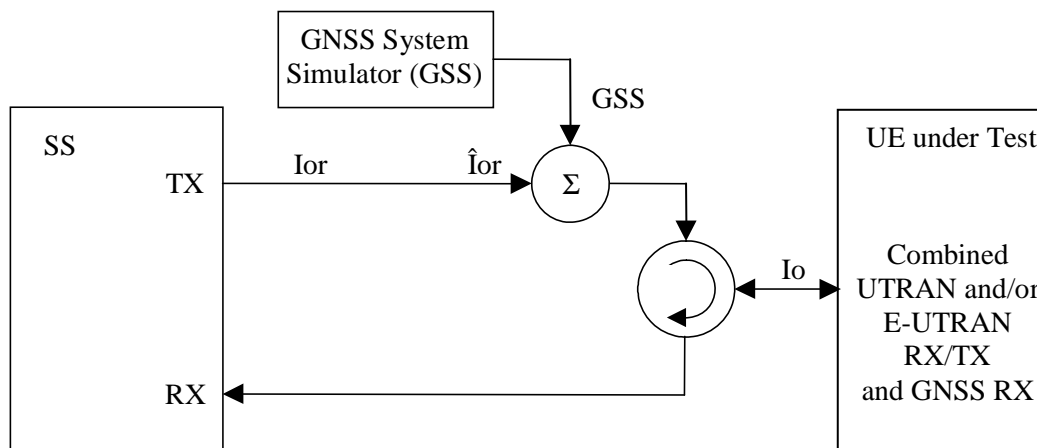 GNSS System
Simulator (GSS)
GSS
SS
TX
Ior
Îor
Σ
UE under Test
Io
Combined
UTRAN and/or
E-UTRAN
RX/TX
and GNSS RX
RX